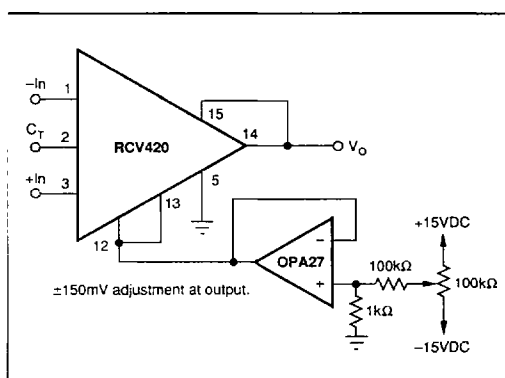 –In
1
C_T
2
+In
3
RCV420
15
14
V_O
5
13
12
±150mV adjustment at output.
–
OPA27
+
100kΩ
1kΩ
+15VDC
100kΩ
–15VDC